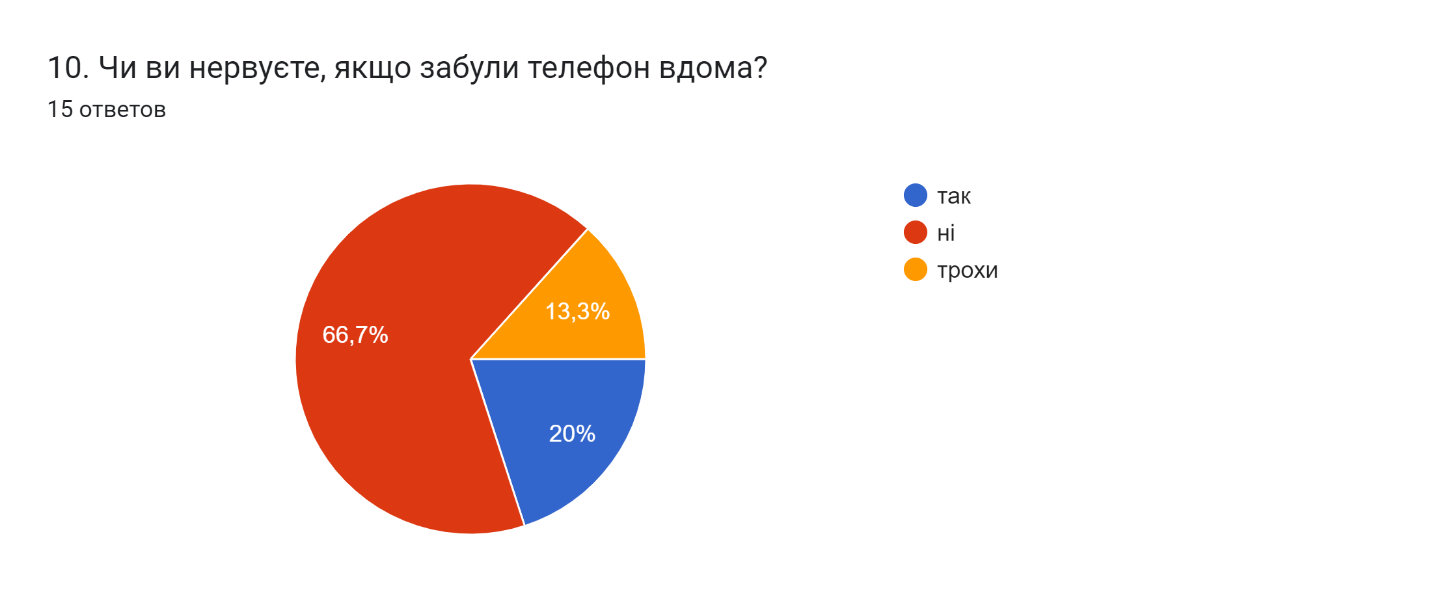 10. Чи ви нервуєте, якщо забули телефон вдома?
15 ответов
так
ні
трохи
13,3%
66,7%
20%